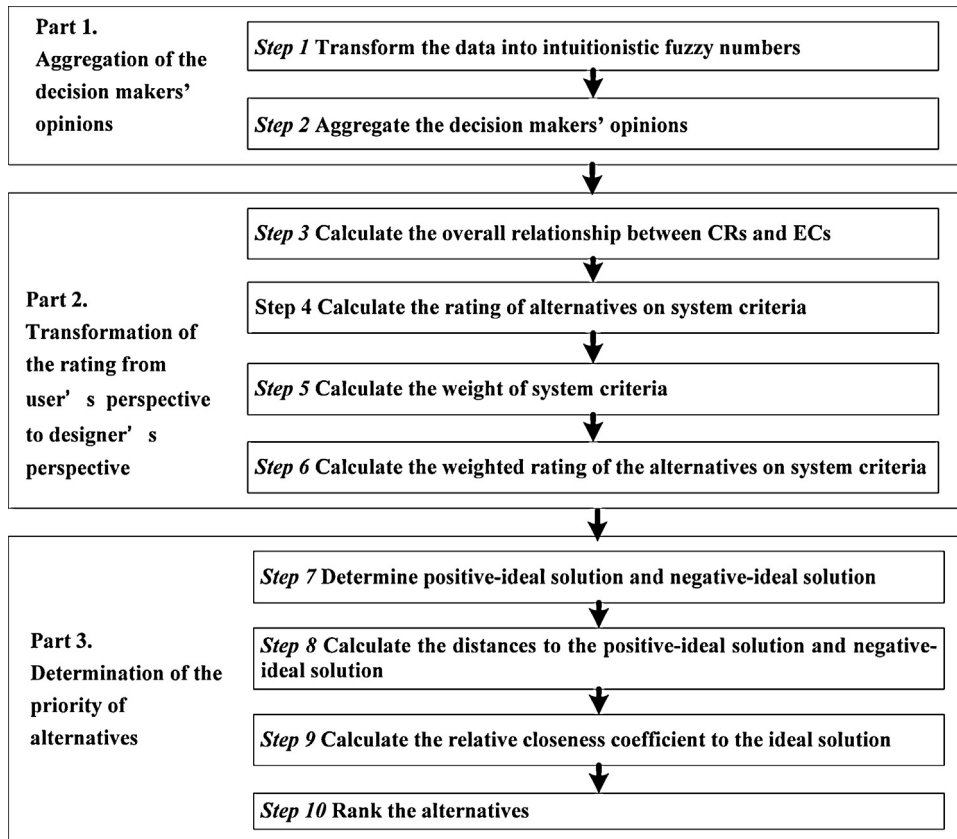 Part 1.
Aggregation of the
decision makers'
opinions
Step 1 Transform the data into intuitionistic fuzzy numbers
Step 2 Aggregate the decision makers' opinions
Part 2.
Transformation of
the rating from
user's perspective
to designer's
perspective
Step 3 Calculate the overall relationship between CRs and ECs
Step 4 Calculate the rating of alternatives on system criteria
Step 5 Calculate the weight of system criteria
Step 6 Calculate the weighted rating of the alternatives on system criteria
Part 3.
Determination of the
priority of
alternatives
Step 7 Determine positive-ideal solution and negative-ideal solution
Step 8 Calculate the distances to the positive-ideal solution and negative-
ideal solution
Step 9 Calculate the relative closeness coefficient to the ideal solution
Step 10 Rank the alternatives